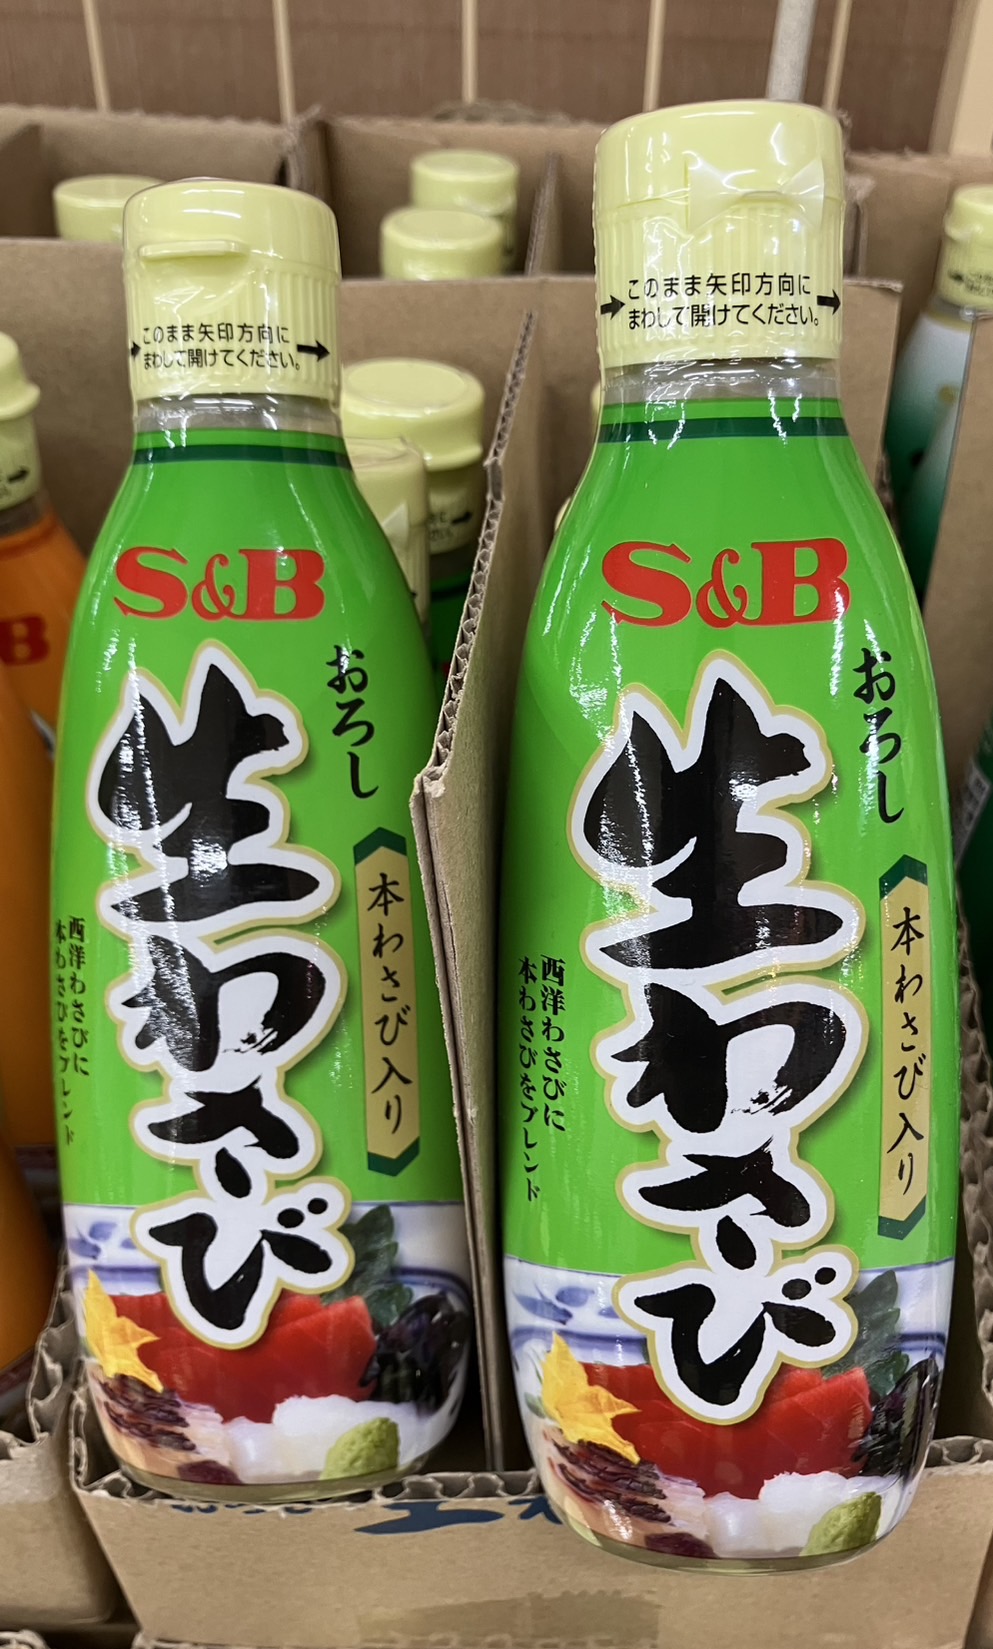 このまま矢印方向に
まわして開けてください。
S&B
おろし
生わさび
本わさび入り
西洋わさびに
本わさびをブレンド
このまま矢印方向に
まわして開けてください。
S&B
おろし
生わさび
本わさび入り
西洋わさびに
本わさびをブレンド
B